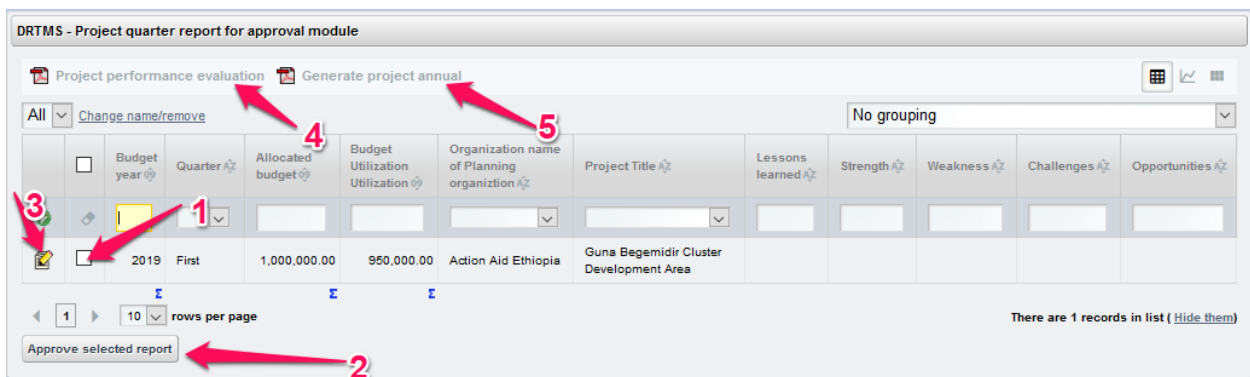 DRTMS - Project quarter report for approval module
Project performance evaluation Generate project annual
All Change name/remove No grouping
4
5
Budget year Quarter Allocated budget Budget Utilization Utilization Organization name of Planning organiztion Project Title Lessons learned Strength Weakness Challenges Opportunities
3
1
2019 First 1,000,000.00 950,000.00 Action Aid Ethiopia Guna Begemidir Cluster Development Area
Σ Σ Σ
1 10 rows per page There are 1 records in list ( Hide them)
Approve selected report
2